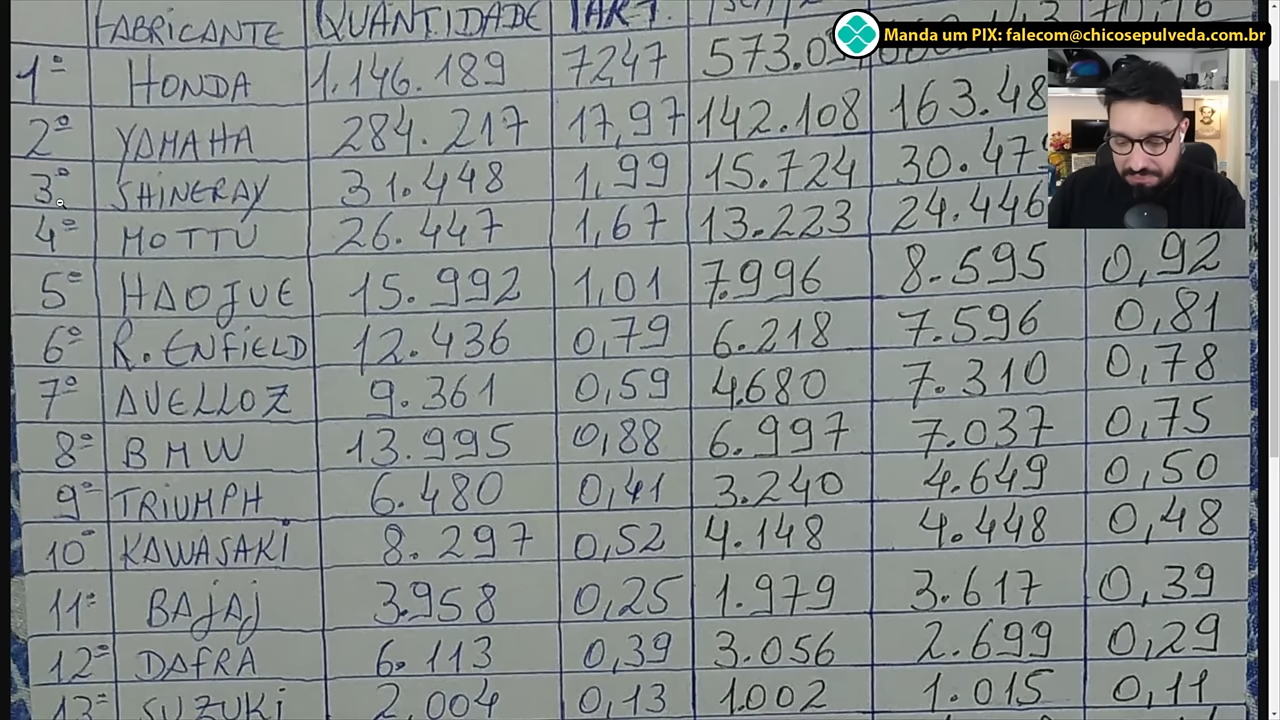 Manda um PIX: falecom@chicosepulveda.com.br
FABRICANTE QUANTIDADE PART.
1º HONDA 1.146.189 72,47
2º YAMAHA 284.217 17,97 142.108 163.48
3º SHINERAY 31.448 1,99 15.724 30.479
4º MOTTU 26.447 1,67 13.223 24.446
5º HAOJUE 15.992 1,01 7.996 8.595 0,92
6º R. ENFIELD 12.436 0,79 6.218 7.596 0,81
7º AVELLOZ 9.361 0,59 4.680 7.310 0,78
8º BMW 13.995 0,88 6.997 7.037 0,75
9º TRIUMPH 6.480 0,41 3.240 4.649 0,50
10º KAWASAKi 8.297 0,52 4.148 4.448 0,48
11º BAjAj 3.958 0,25 1.979 3.617 0,39
12º DAFRA 6.113 0,39 3.056 2.699 0,29
13º SUZUKi 2.004 0,13 1.002 1.015 0,11